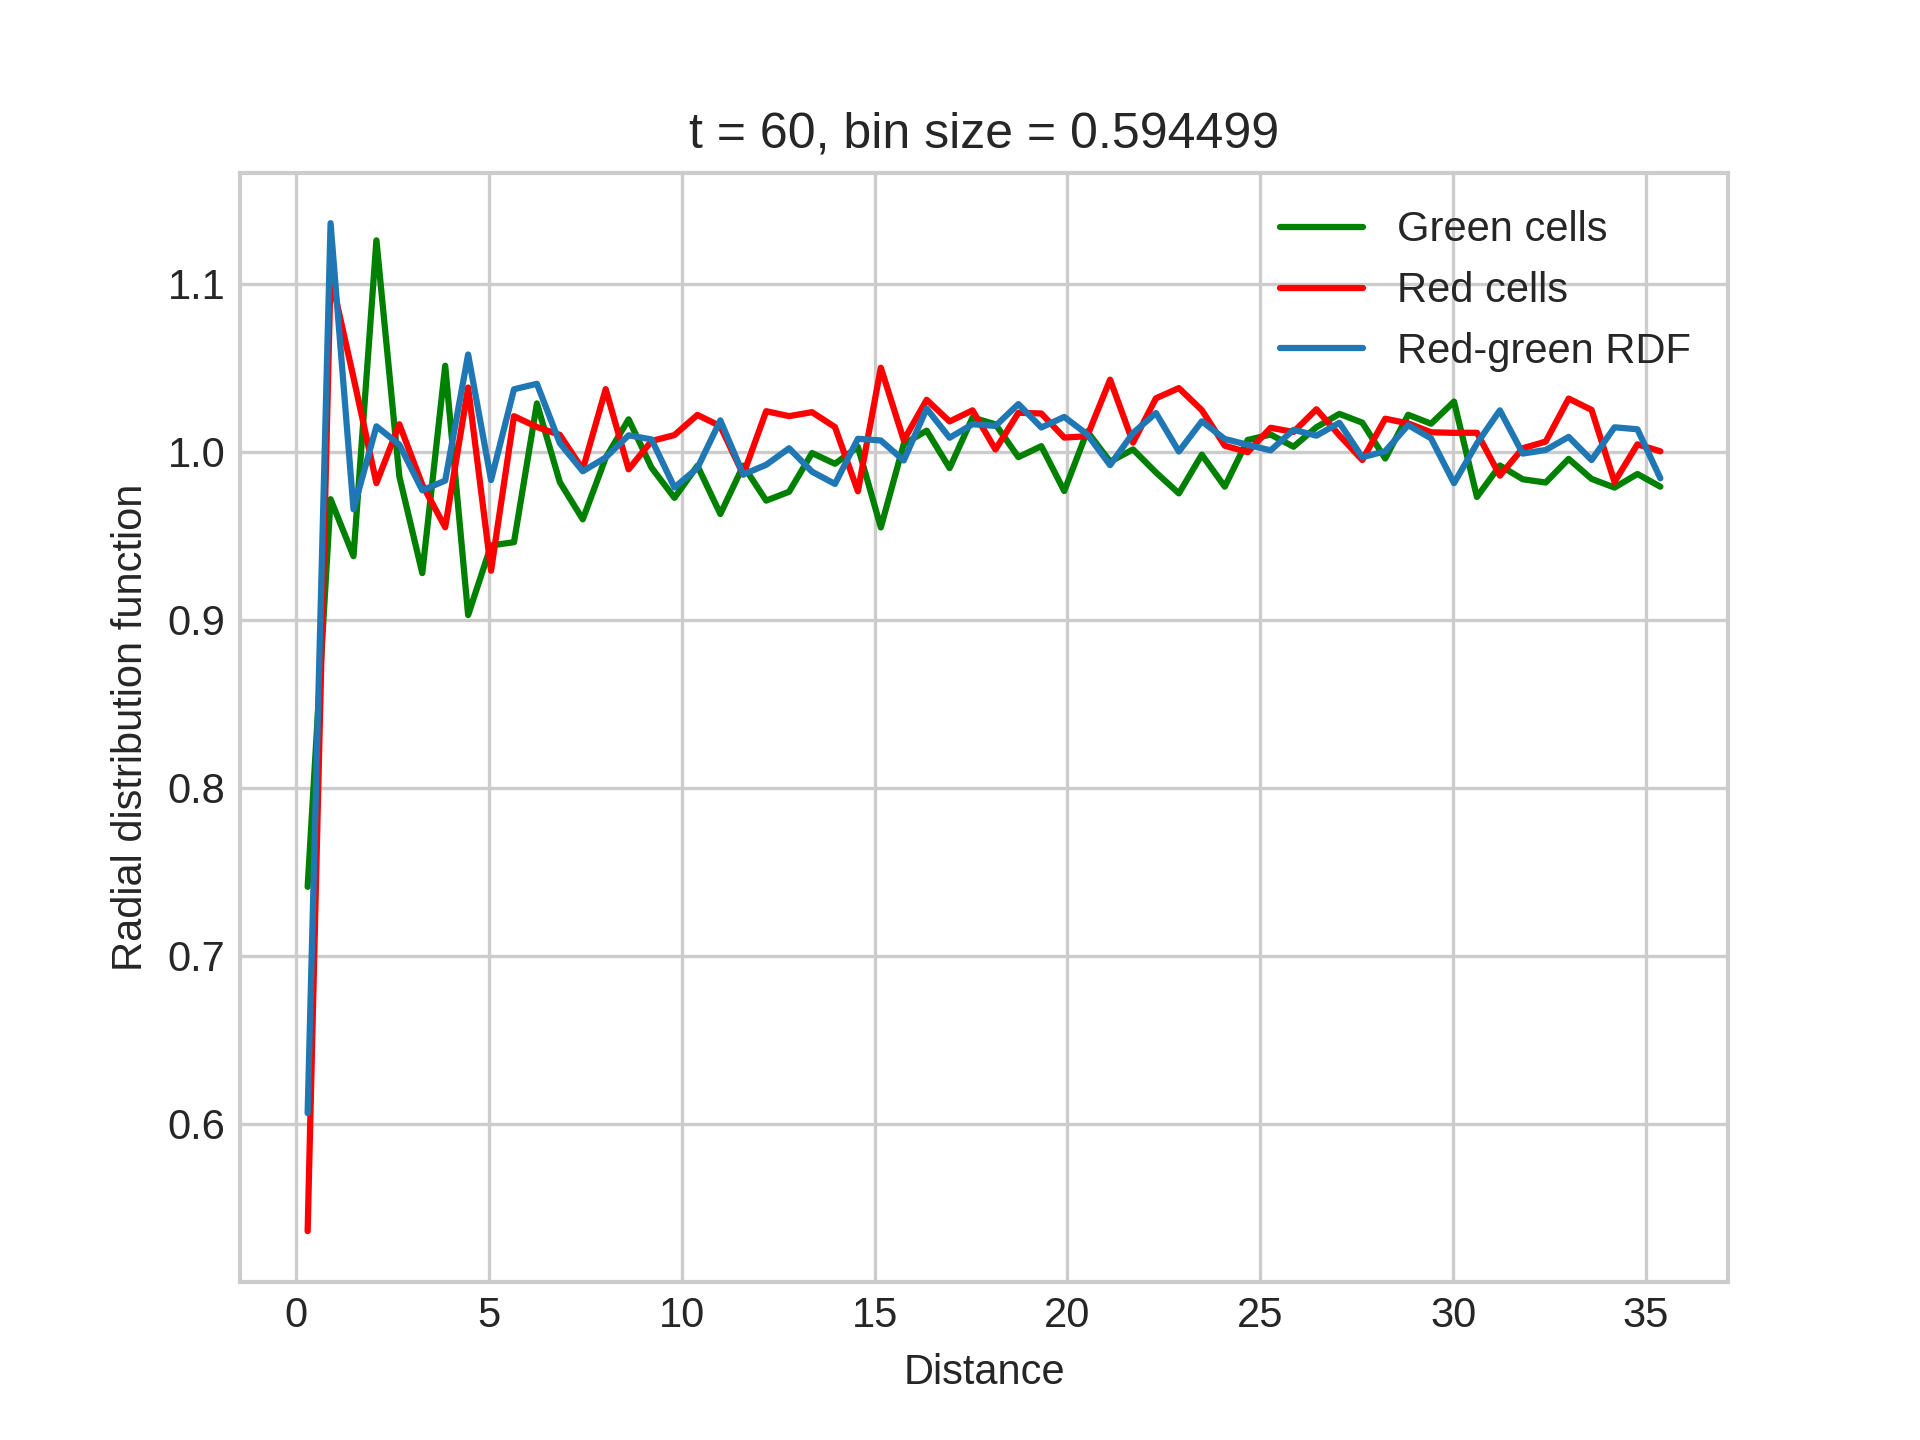 t = 60, bin size = 0.594499
Green cells
Red cells
Red-green RDF
Radial distribution function
1.1
1.0
0.9
0.8
0.7
0.6
0
5
10
15
20
25
30
35
Distance